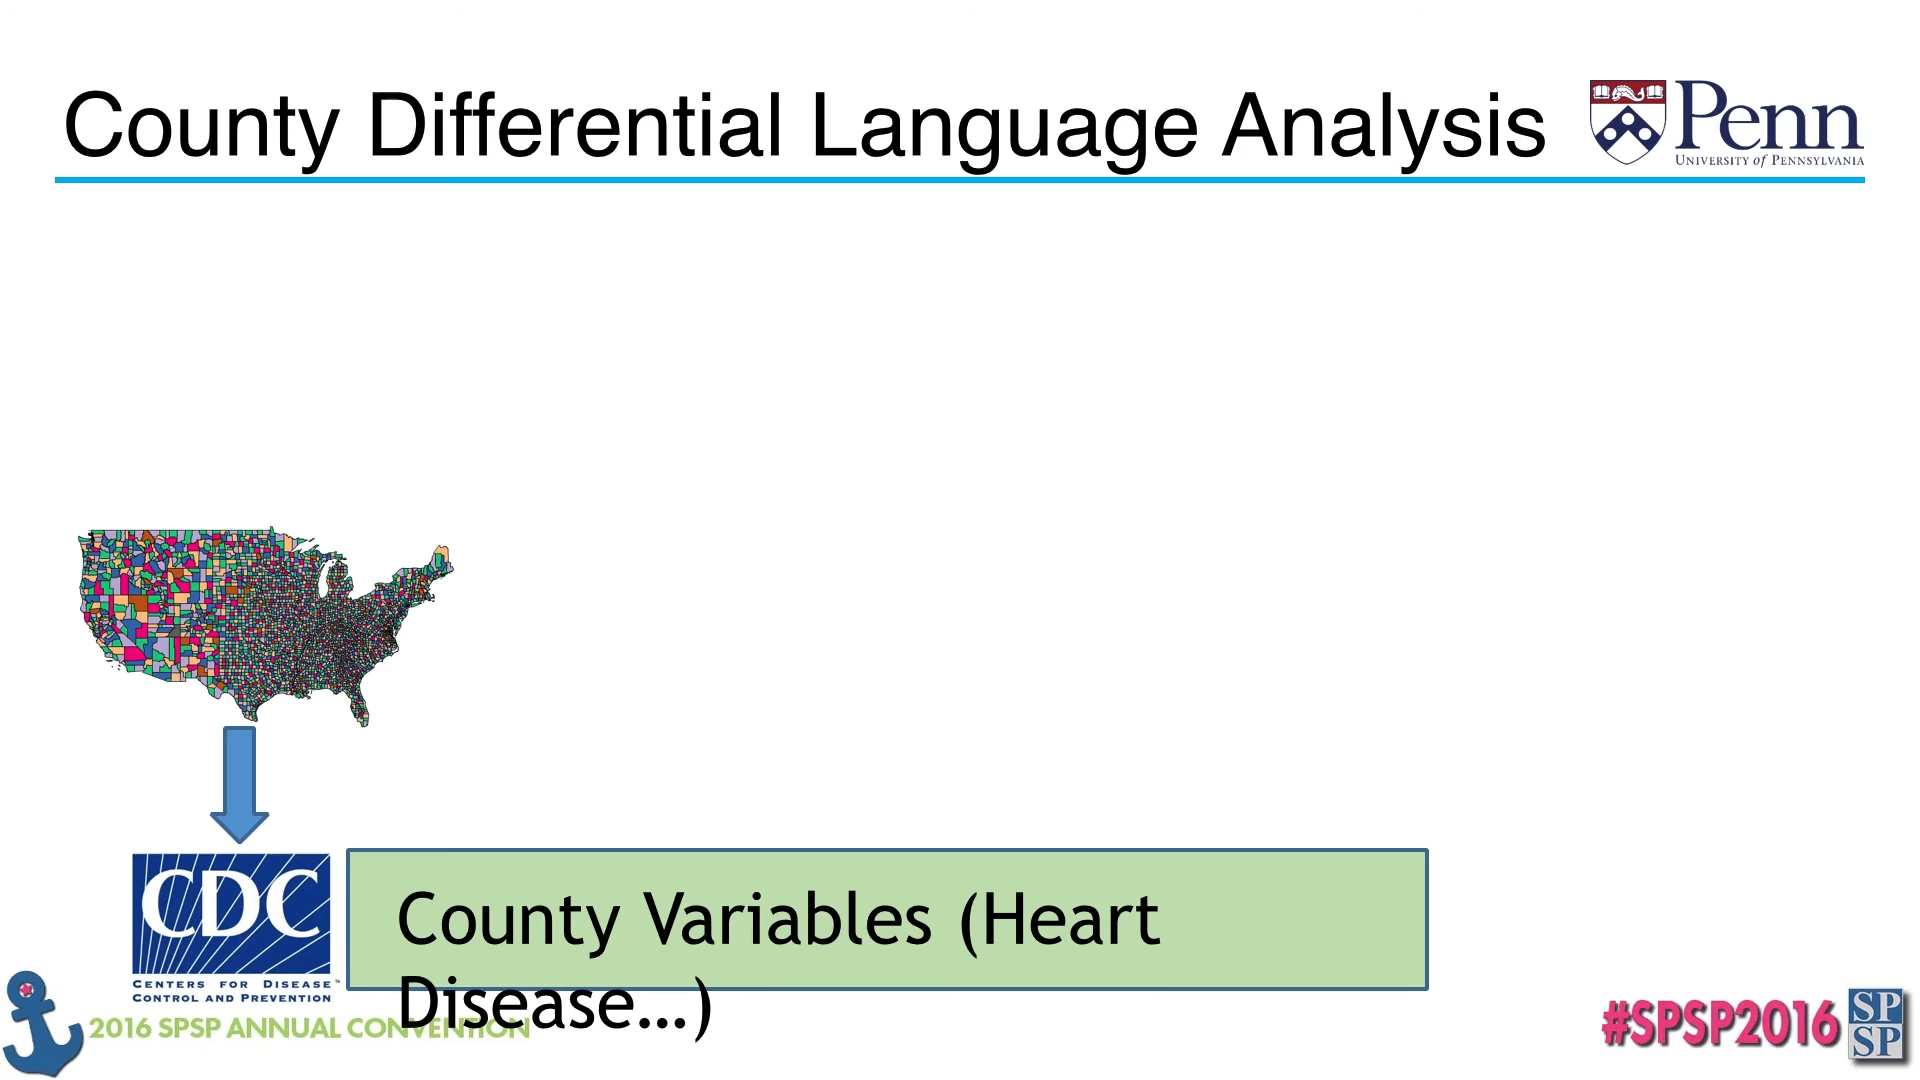 County Differential Language Analysis
Penn
UNIVERSITY of PENNSYLVANIA
CDC
CENTERS FOR DISEASE™
CONTROL AND PREVENTION
County Variables (Heart
Disease…)
2016 SPSP ANNUAL CONVENTION
#SPSP2016
SP
SP